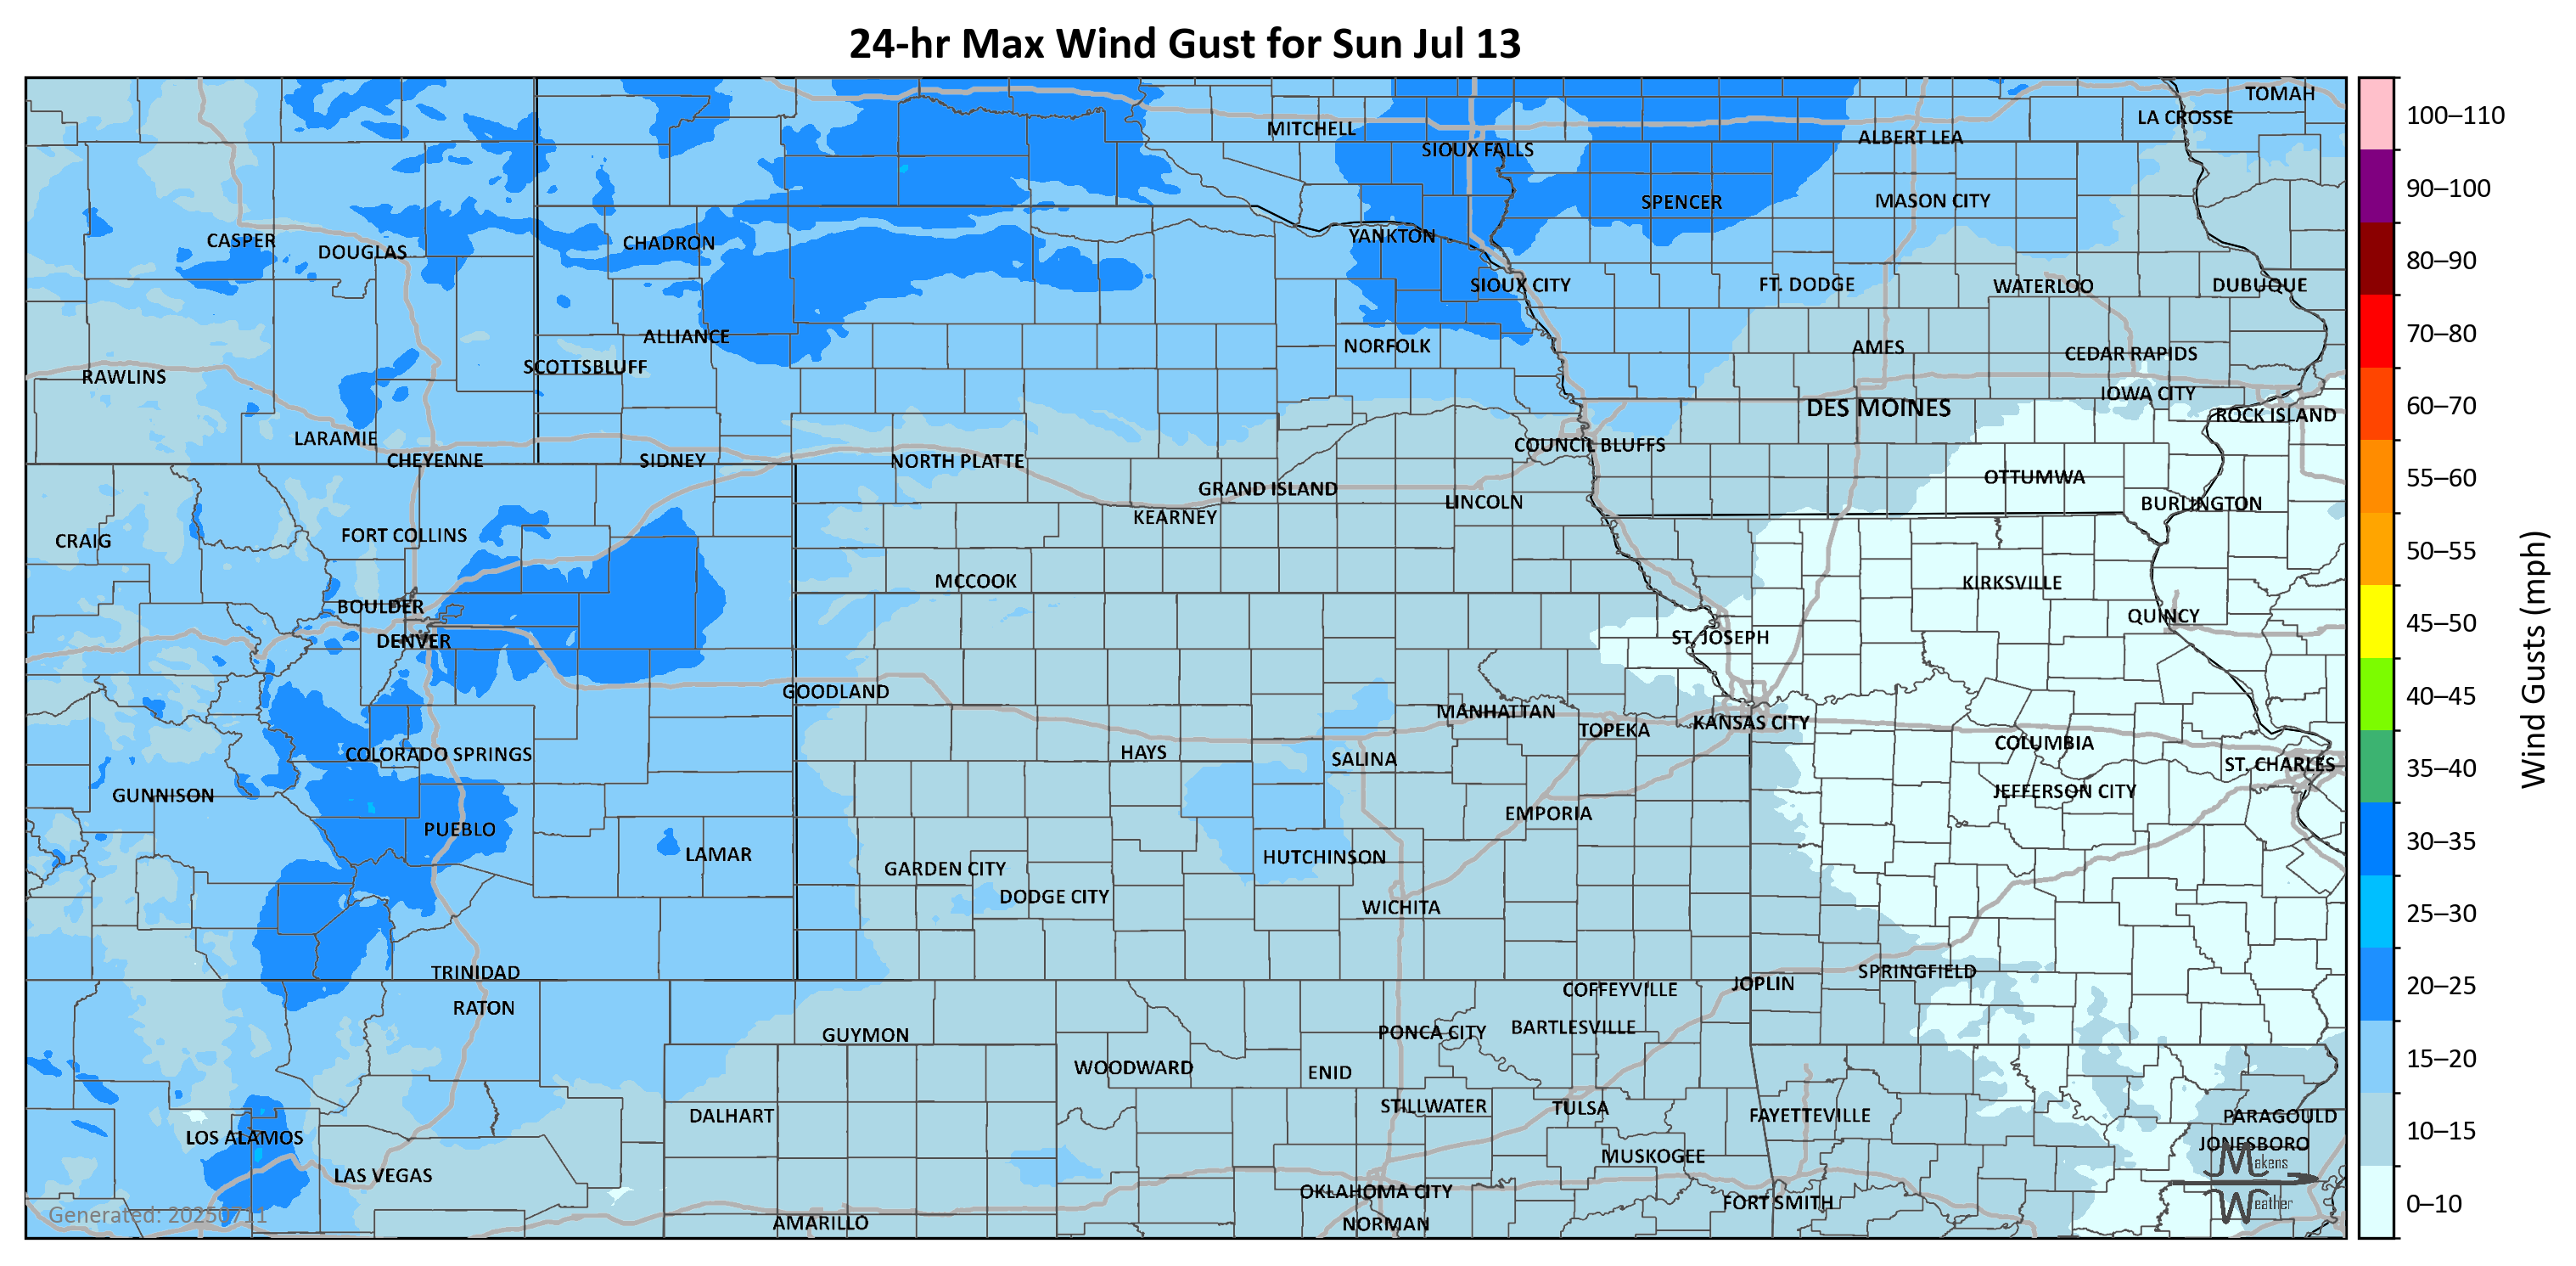 24-hr Max Wind Gust for Sun Jul 13
TOMAH
LA CROSSE
MITCHELL
ALBERT LEA
SIOUX FALLS
SPENCER
MASON CITY
YANKTON
CASPER
CHADRON
DOUGLAS
SIOUX CITY
FT. DODGE
WATERLOO
DUBUQUE
ALLIANCE
NORFOLK
AMES
CEDAR RAPIDS
SCOTTSBLUFF
RAWLINS
IOWA CITY
DES MOINES
ROCK ISLAND
LARAMIE
COUNCIL BLUFFS
CHEYENNE
SIDNEY
NORTH PLATTE
OTTUMWA
GRAND ISLAND
LINCOLN
BURLINGTON
KEARNEY
FORT COLLINS
CRAIG
MCCOOK
KIRKSVILLE
BOULDER
QUINCY
DENVER
ST. JOSEPH
GOODLAND
MANHATTAN
KANSAS CITY
TOPEKA
COLUMBIA
COLORADO SPRINGS
HAYS
SALINA
ST. CHARLES
GUNNISON
JEFFERSON CITY
EMPORIA
PUEBLO
LAMAR
HUTCHINSON
GARDEN CITY
DODGE CITY
WICHITA
TRINIDAD
SPRINGFIELD
JOPLIN
COFFEYVILLE
RATON
GUYMON
PONCA CITY
BARTLESVILLE
WOODWARD
ENID
STILLWATER
TULSA
DALHART
FAYETTEVILLE
PARAGOULD
LOS ALAMOS
JONESBORO
MUSKOGEE
LAS VEGAS
OKLAHOMA CITY
FORT SMITH
AMARILLO
NORMAN
Generated: 20250711
Makens
Weather
100–110
90–100
80–90
70–80
60–70
55–60
50–55
45–50
40–45
35–40
30–35
25–30
20–25
15–20
10–15
0–10
Wind Gusts (mph)